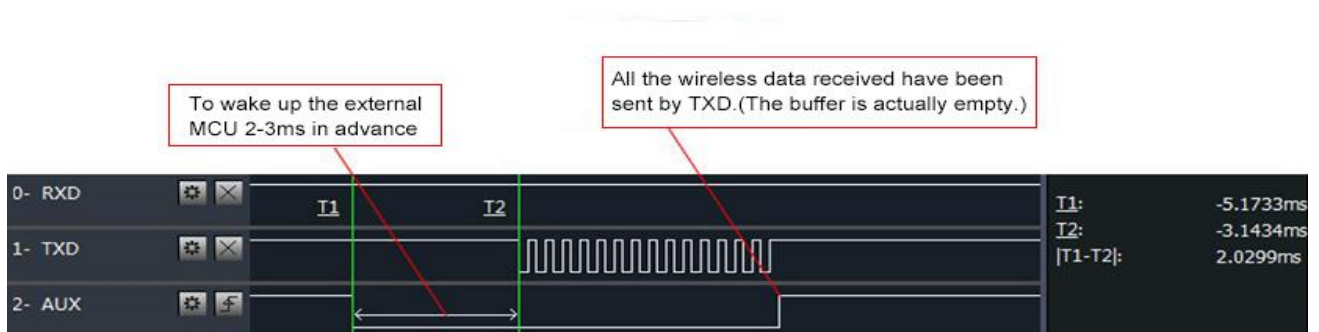 All the wireless data received have been
sent by TXD.(The buffer is actually empty.)
To wake up the external
MCU 2-3ms in advance
0- RXD
T1
T2
1- TXD
2- AUX
T1: -5.1733ms
T2: -3.1434ms
|T1-T2|: 2.0299ms